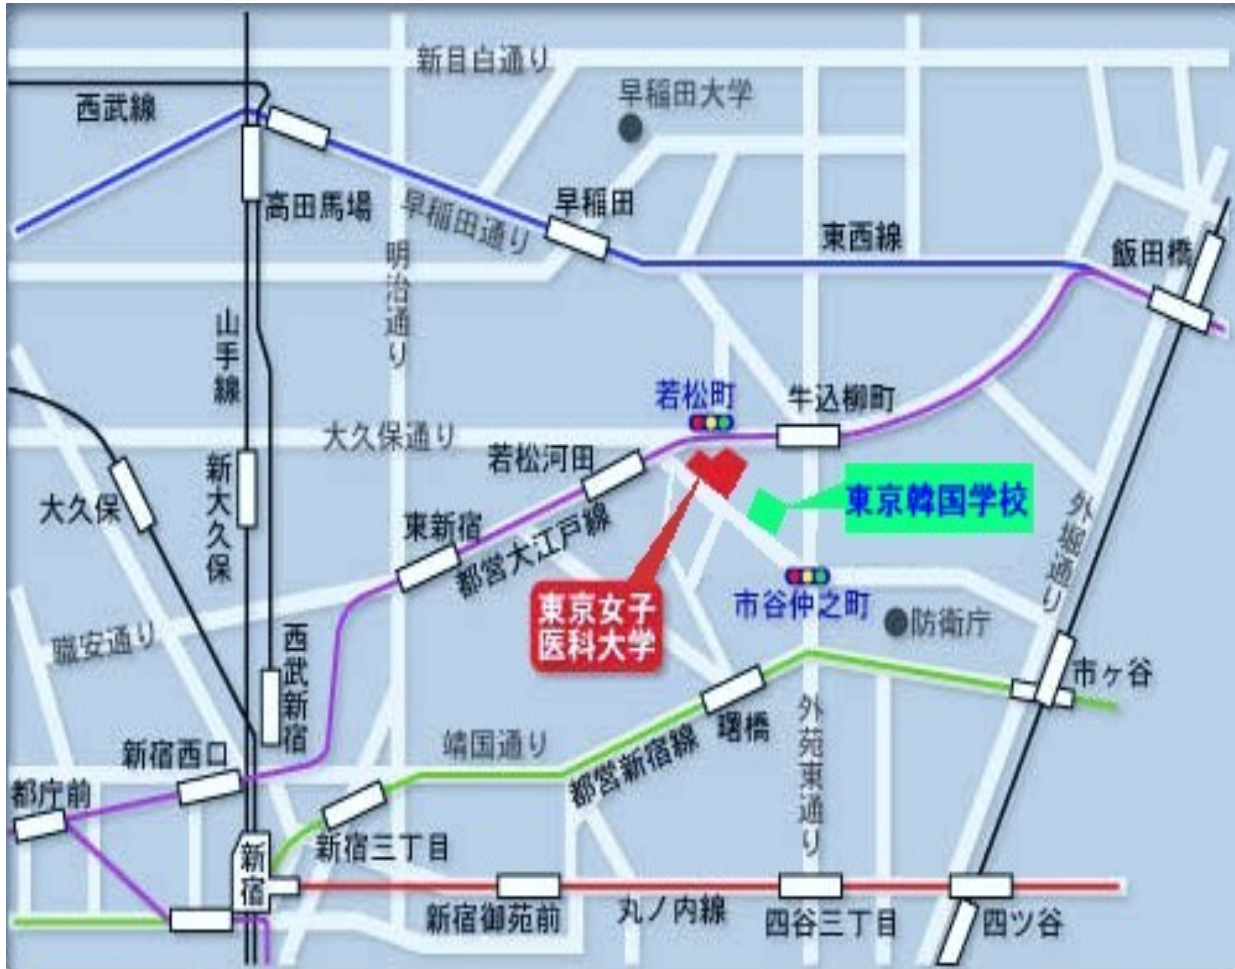 新目白通り
早稲田大学
西武線
高田馬場
早稲田通り
早稲田
東西線
飯田橋
明治通り
山手線
若松町
牛込柳町
大久保通り
若松河田
東京韓国学校
大久保
新大久保
東新宿
都営大江戸線
外堀通り
東京女子
医科大学
市谷仲之町
防衛庁
職安通り
西武新宿
市ヶ谷
曙橋
靖国通り
都営新宿線
外苑東通り
新宿西口
都庁前
新宿三丁目
新宿
新宿御苑前
丸ノ内線
四谷三丁目
四ツ谷